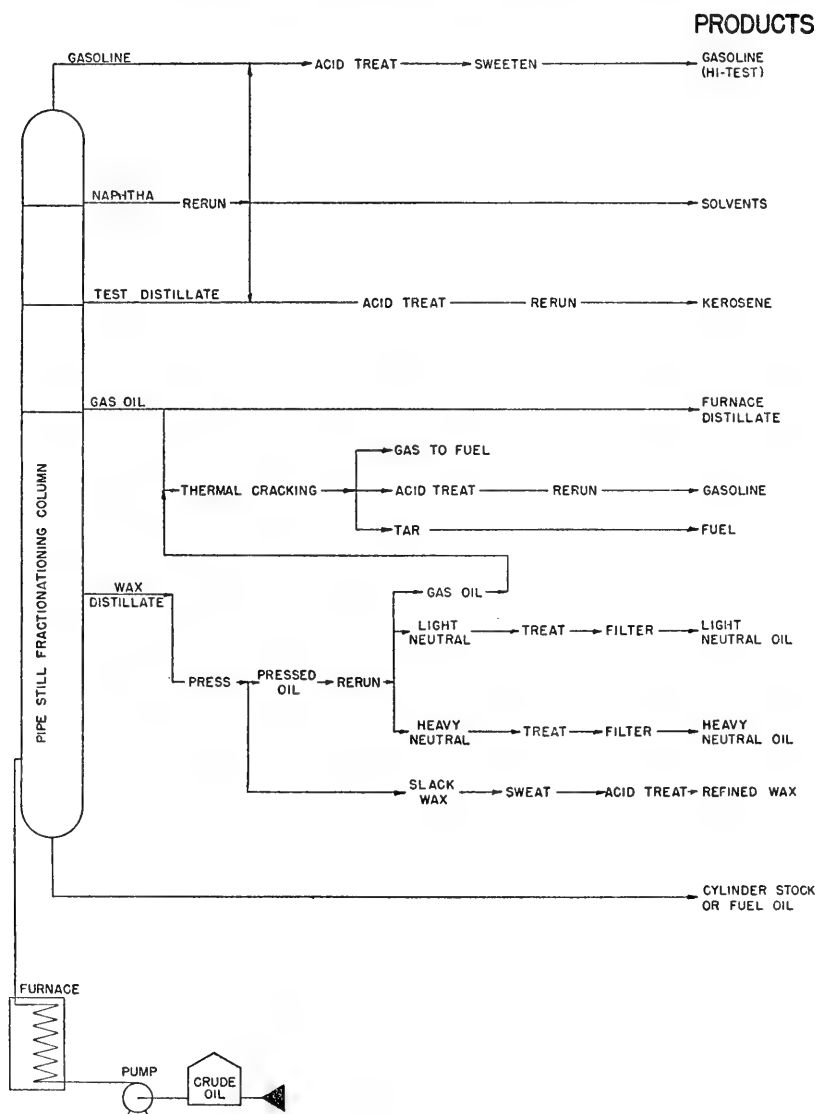 PRODUCTS
GASOLINE
ACID TREAT
SWEETEN
GASOLINE
(HI-TEST)
NAPHTHA
RERUN
SOLVENTS
TEST DISTILLATE
ACID TREAT
RERUN
KEROSENE
GAS OIL
FURNACE
DISTILLATE
GAS TO FUEL
THERMAL CRACKING
ACID TREAT
RERUN
GASOLINE
TAR
FUEL
PIPE STILL FRACTIONATIONING COLUMN
WAX
DISTILLATE
GAS OIL
LIGHT
NEUTRAL
TREAT
FILTER
LIGHT
NEUTRAL OIL
PRESS
PRESSED
OIL
RERUN
HEAVY
NEUTRAL
TREAT
FILTER
HEAVY
NEUTRAL OIL
SLACK
WAX
SWEAT
ACID TREAT
REFINED WAX
CYLINDER STOCK
OR FUEL OIL
FURNACE
PUMP
CRUDE
OIL